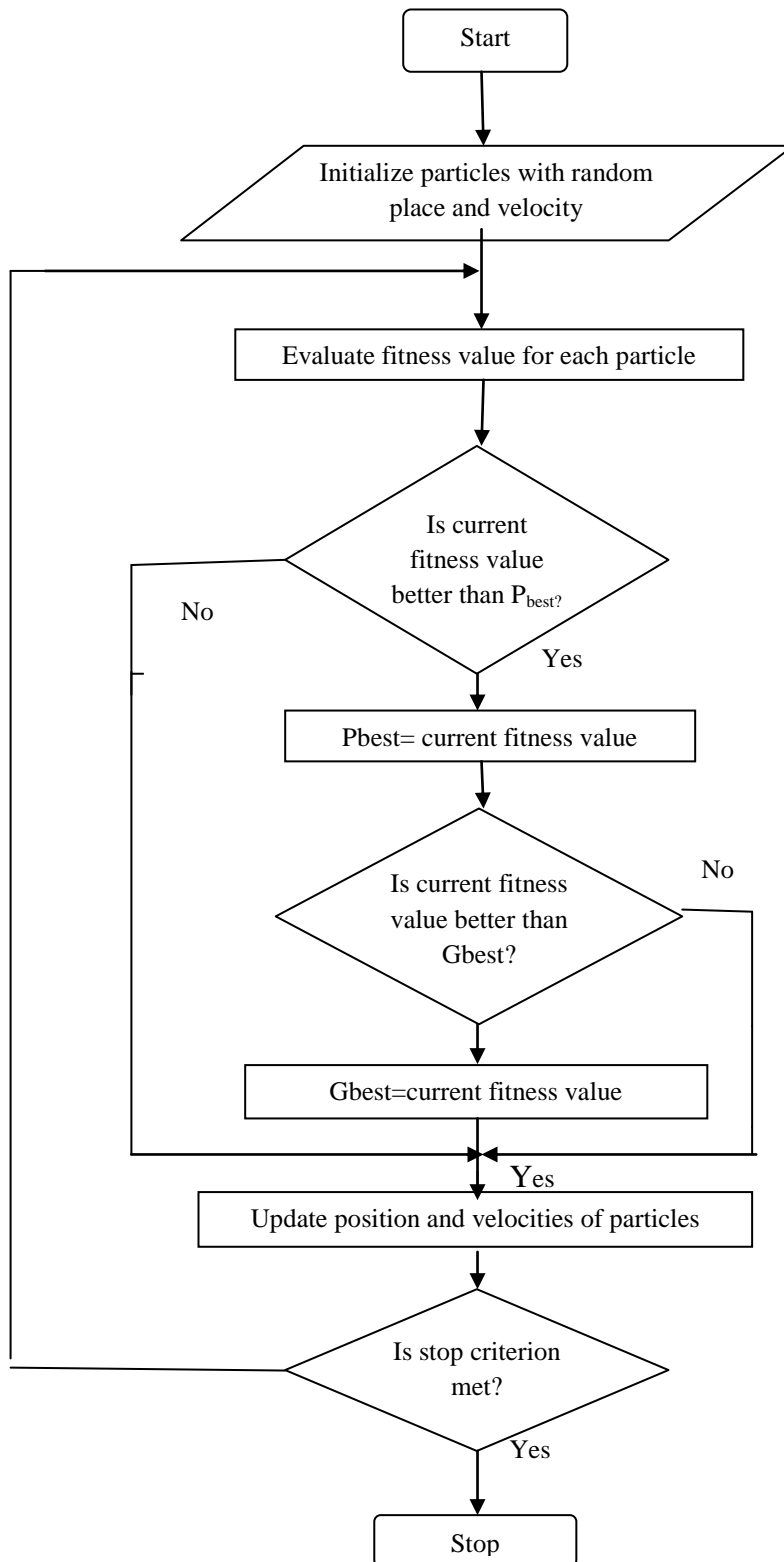 Start
Initialize particles with random
place and velocity
Evaluate fitness value for each particle
Is current
fitness value
better than Pbest?
No
Yes
Pbest= current fitness value
Is current fitness
value better than
Gbest?
No
Gbest=current fitness value
Yes
Update position and velocities of particles
Is stop criterion
met?
Yes
Stop